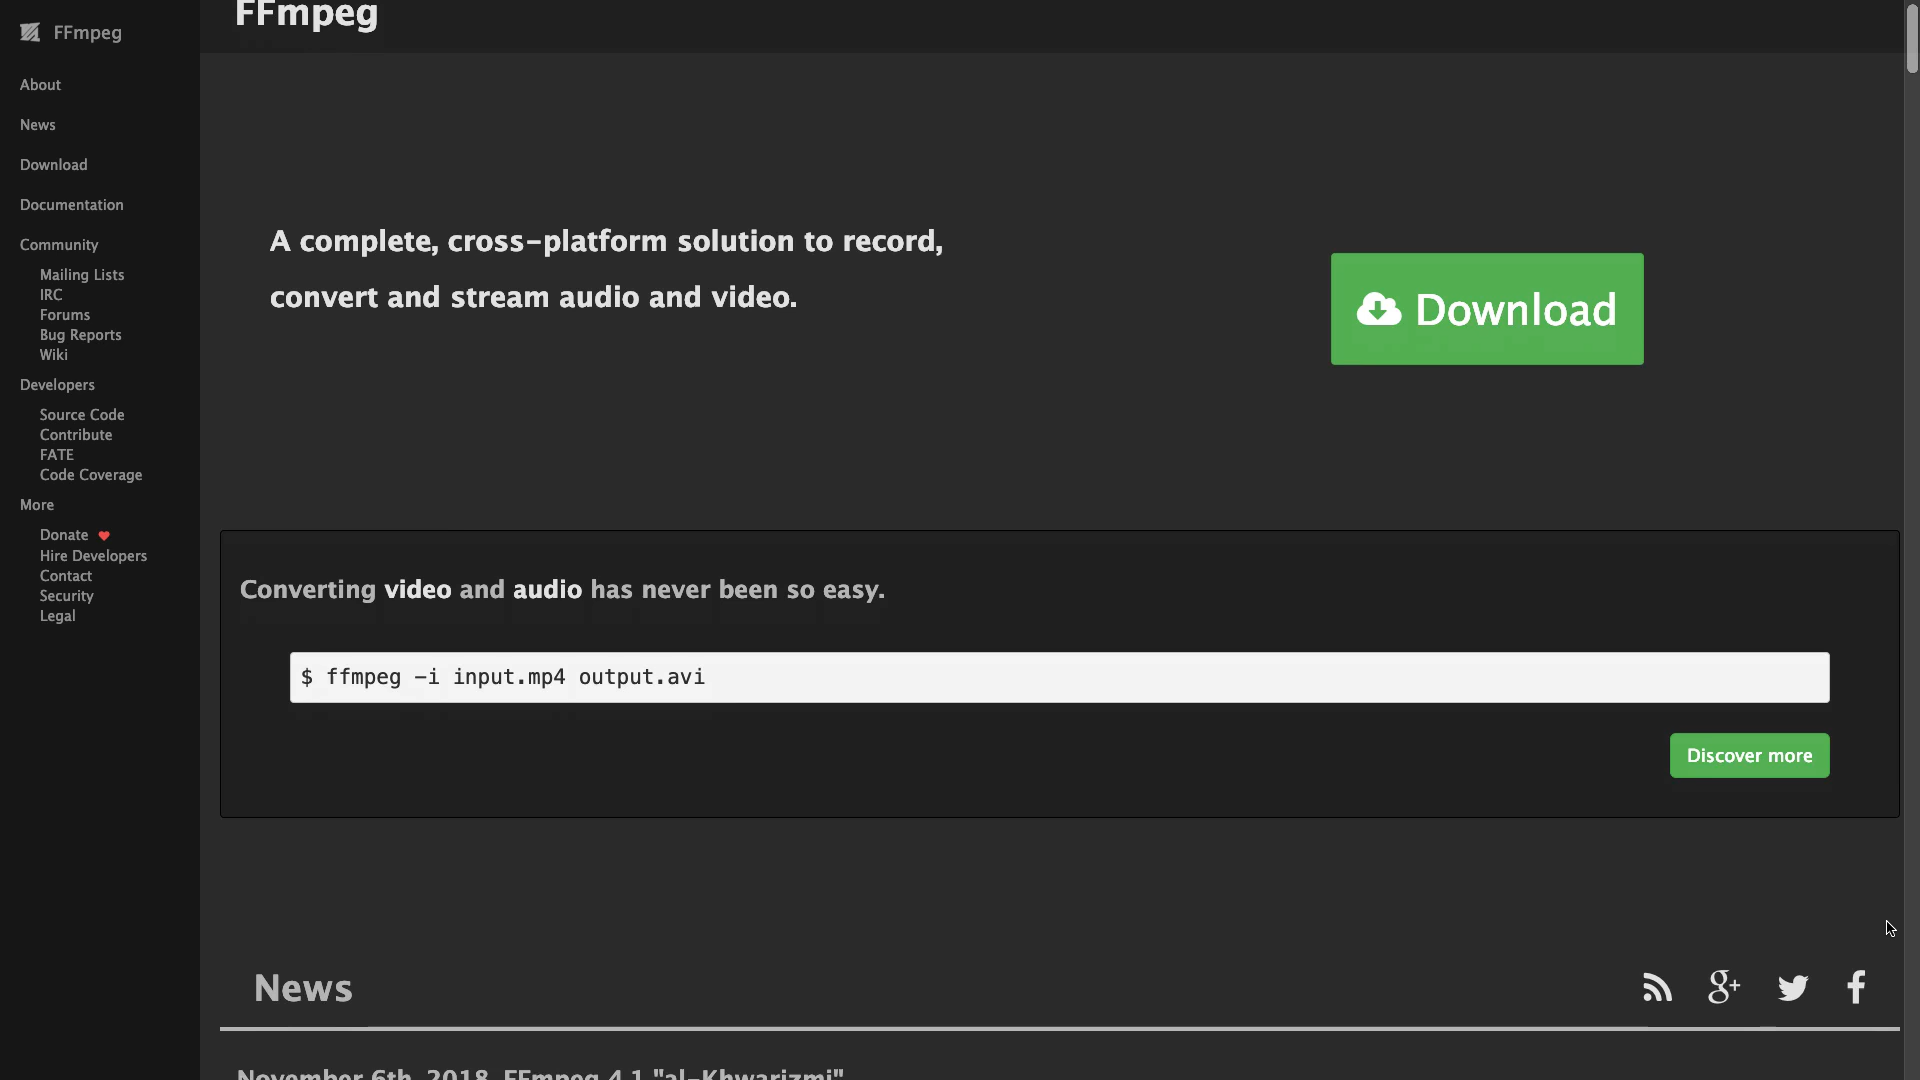 FFmpeg
About
News
Download
Documentation
Community
Mailing Lists
IRC
Forums
Bug Reports
Wiki
Developers
Source Code
Contribute
FATE
Code Coverage
More
Donate
Hire Developers
Contact
Security
Legal
FFmpeg
A complete, cross-platform solution to record,
convert and stream audio and video.
Download
Converting video and audio has never been so easy.
$ ffmpeg -i input.mp4 output.avi
Discover more
News
November 6th, 2018, FFmpeg 4.1 "al-Khwarizmi"